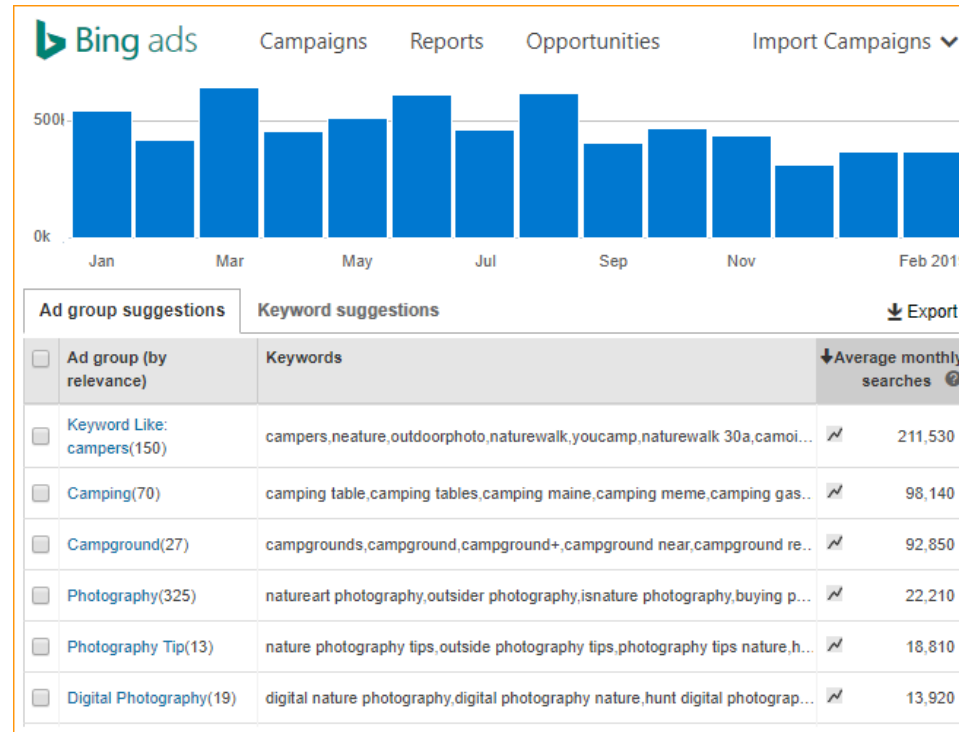 Bing ads Campaigns Reports Opportunities Import Campaigns
500k
0k
Jan Mar May Jul Sep Nov Feb 201
Ad group suggestions Keyword suggestions Export
Ad group (by relevance) Keywords Average monthly searches
Keyword Like: campers(150) campers,neature,outdoorphoto,naturewalk,youcamp,naturewalk 30a,camoi... 211,530
Camping(70) camping table,camping tables,camping maine,camping meme,camping gas.. 98,140
Campground(27) campgrounds,campground,campground+,campground near,campground re.. 92,850
Photography(325) natureart photography,outsider photography,isnature photography,buying p... 22,210
Photography Tip(13) nature photography tips,outside photography tips,photography tips nature,h... 18,810
Digital Photography(19) digital nature photography,digital photography nature,hunt digital photograp... 13,920